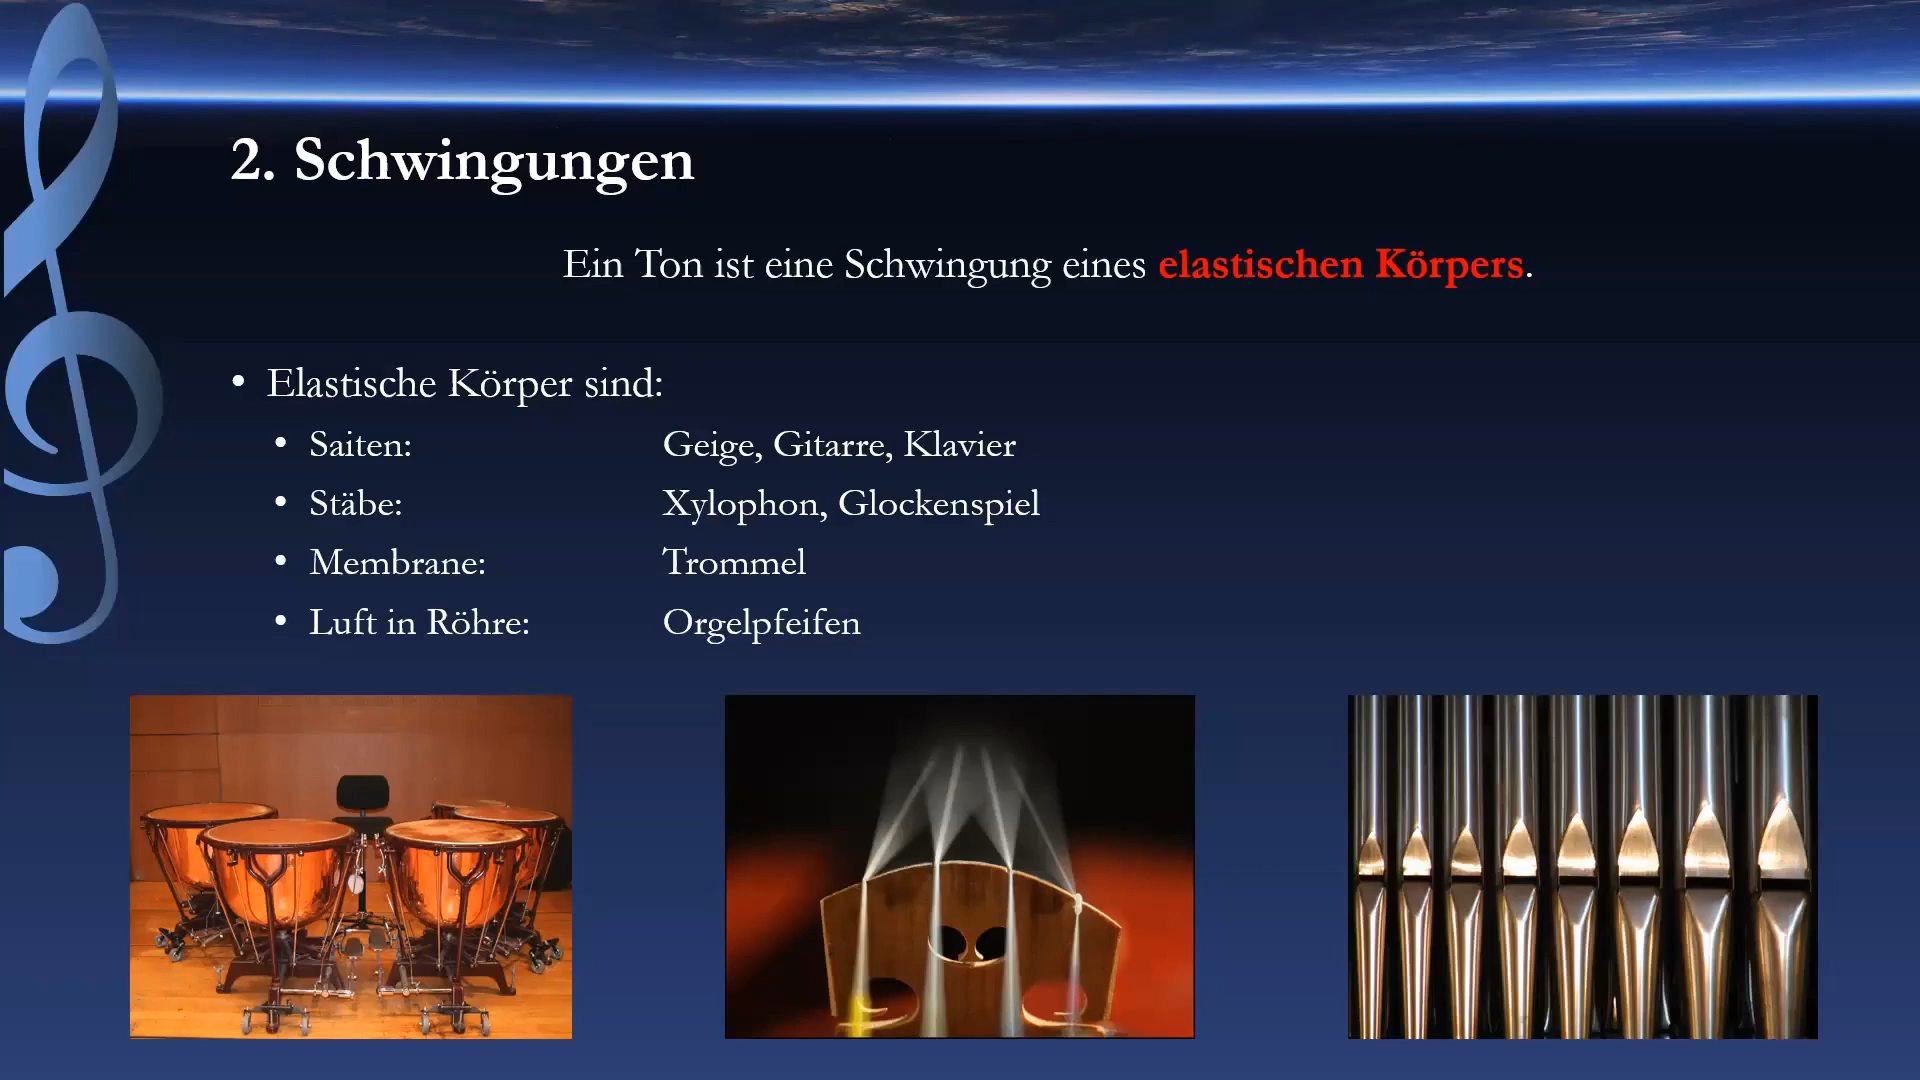 2. Schwingungen
Ein Ton ist eine Schwingung eines elastischen Körpers.
• Elastische Körper sind:
• Saiten: Geige, Gitarre, Klavier
• Stäbe: Xylophon, Glockenspiel
• Membrane: Trommel
• Luft in Röhre: Orgelpfeifen